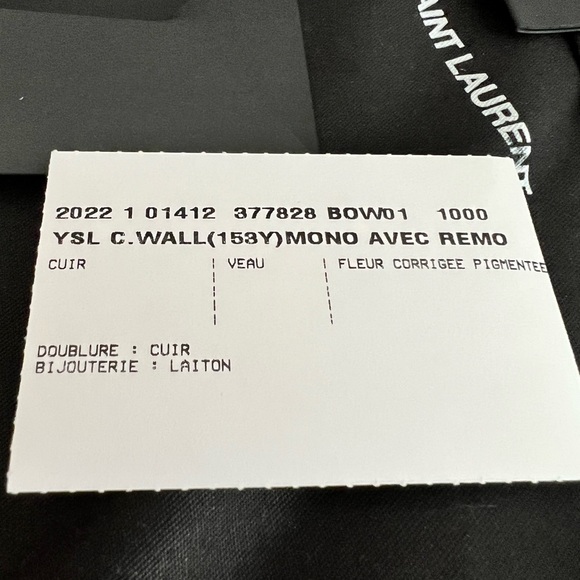 AINT LAURENT
2022 1 01412 377828 BOW01 1000
YSL C.WALL(153Y)MONO AVEC REMO
CUIR | VEAU | FLEUR CORRIGEE PIGMENTEE
DOUBLURE : CUIR
BIJOUTERIE : LAITON